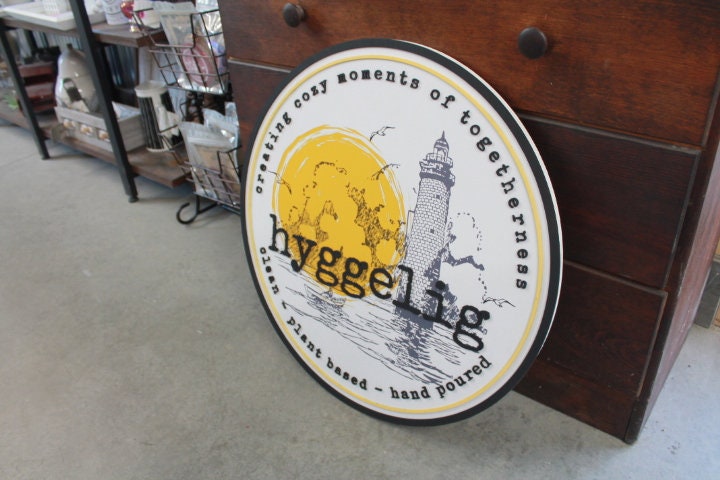 creating cozy moments of togetherness
hyggelig
clean - plant based - hand poured